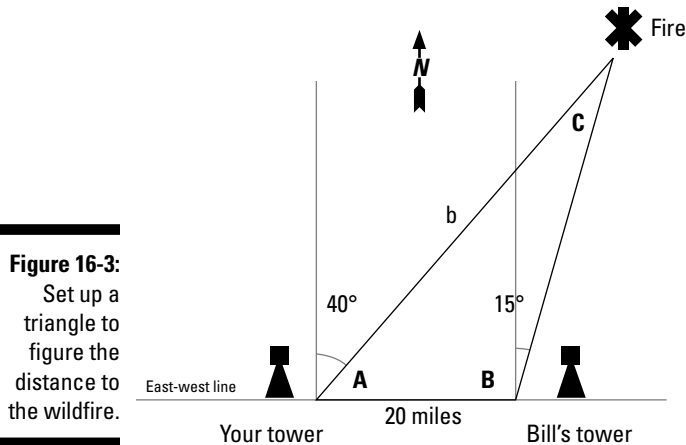 Fire
N
C
b
Figure 16-3:
Set up a
triangle to
figure the
distance to
the wildfire.
40°
15°
East-west line
A
B
20 miles
Your tower
Bill's tower